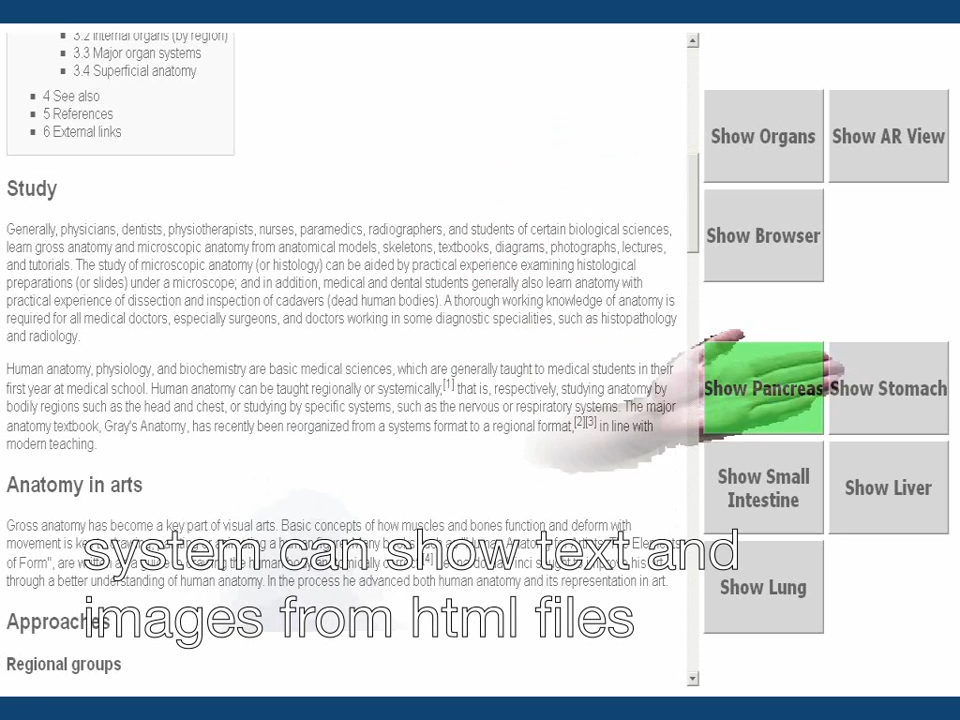 3.2 Internal organs (by region)
3.3 Major organ systems
3.4 Superficial anatomy
4 See also
5 References
6 External links
Study
Generally, physicians, dentists, physiotherapists, nurses, paramedics, radiographers, and students of certain biological sciences,
learn gross anatomy and microscopic anatomy from anatomical models, skeletons, textbooks, diagrams, photographs, lectures,
and tutorials. The study of microscopic anatomy (or histology) can be aided by practical experience examining histological
preparations (or slides) under a microscope; and in addition, medical and dental students generally also learn anatomy with
practical experience of dissection and inspection of cadavers (dead human bodies). A thorough working knowledge of anatomy is
required for all medical doctors, especially surgeons, and doctors working in some diagnostic specialities, such as histopathology
and radiology.
Human anatomy, physiology, and biochemistry are basic medical sciences, which are generally taught to medical students in their
first year at medical school. Human anatomy can be taught regionally or systemically;[1] that is, respectively, studying anatomy by
bodily regions such as the head and chest, or studying by specific systems, such as the nervous or respiratory systems. The major
anatomy textbook, Gray's Anatomy, has recently been reorganized from a systems format to a regional format,[2][3] in line with
modern teaching.
Anatomy in arts
Gross anatomy has become a key part of visual arts. Basic concepts of how muscles and bones function and deform with
movement is
of Form", are
through a better understanding of human anatomy. In the process he advanced both human anatomy and its representation in art.
Approaches
Regional groups
Show Organs
Show AR View
Show Browser
Show Pancreas
Show Stomach
Show Small
Intestine
Show Liver
Show Lung
system can show text and
images from html files